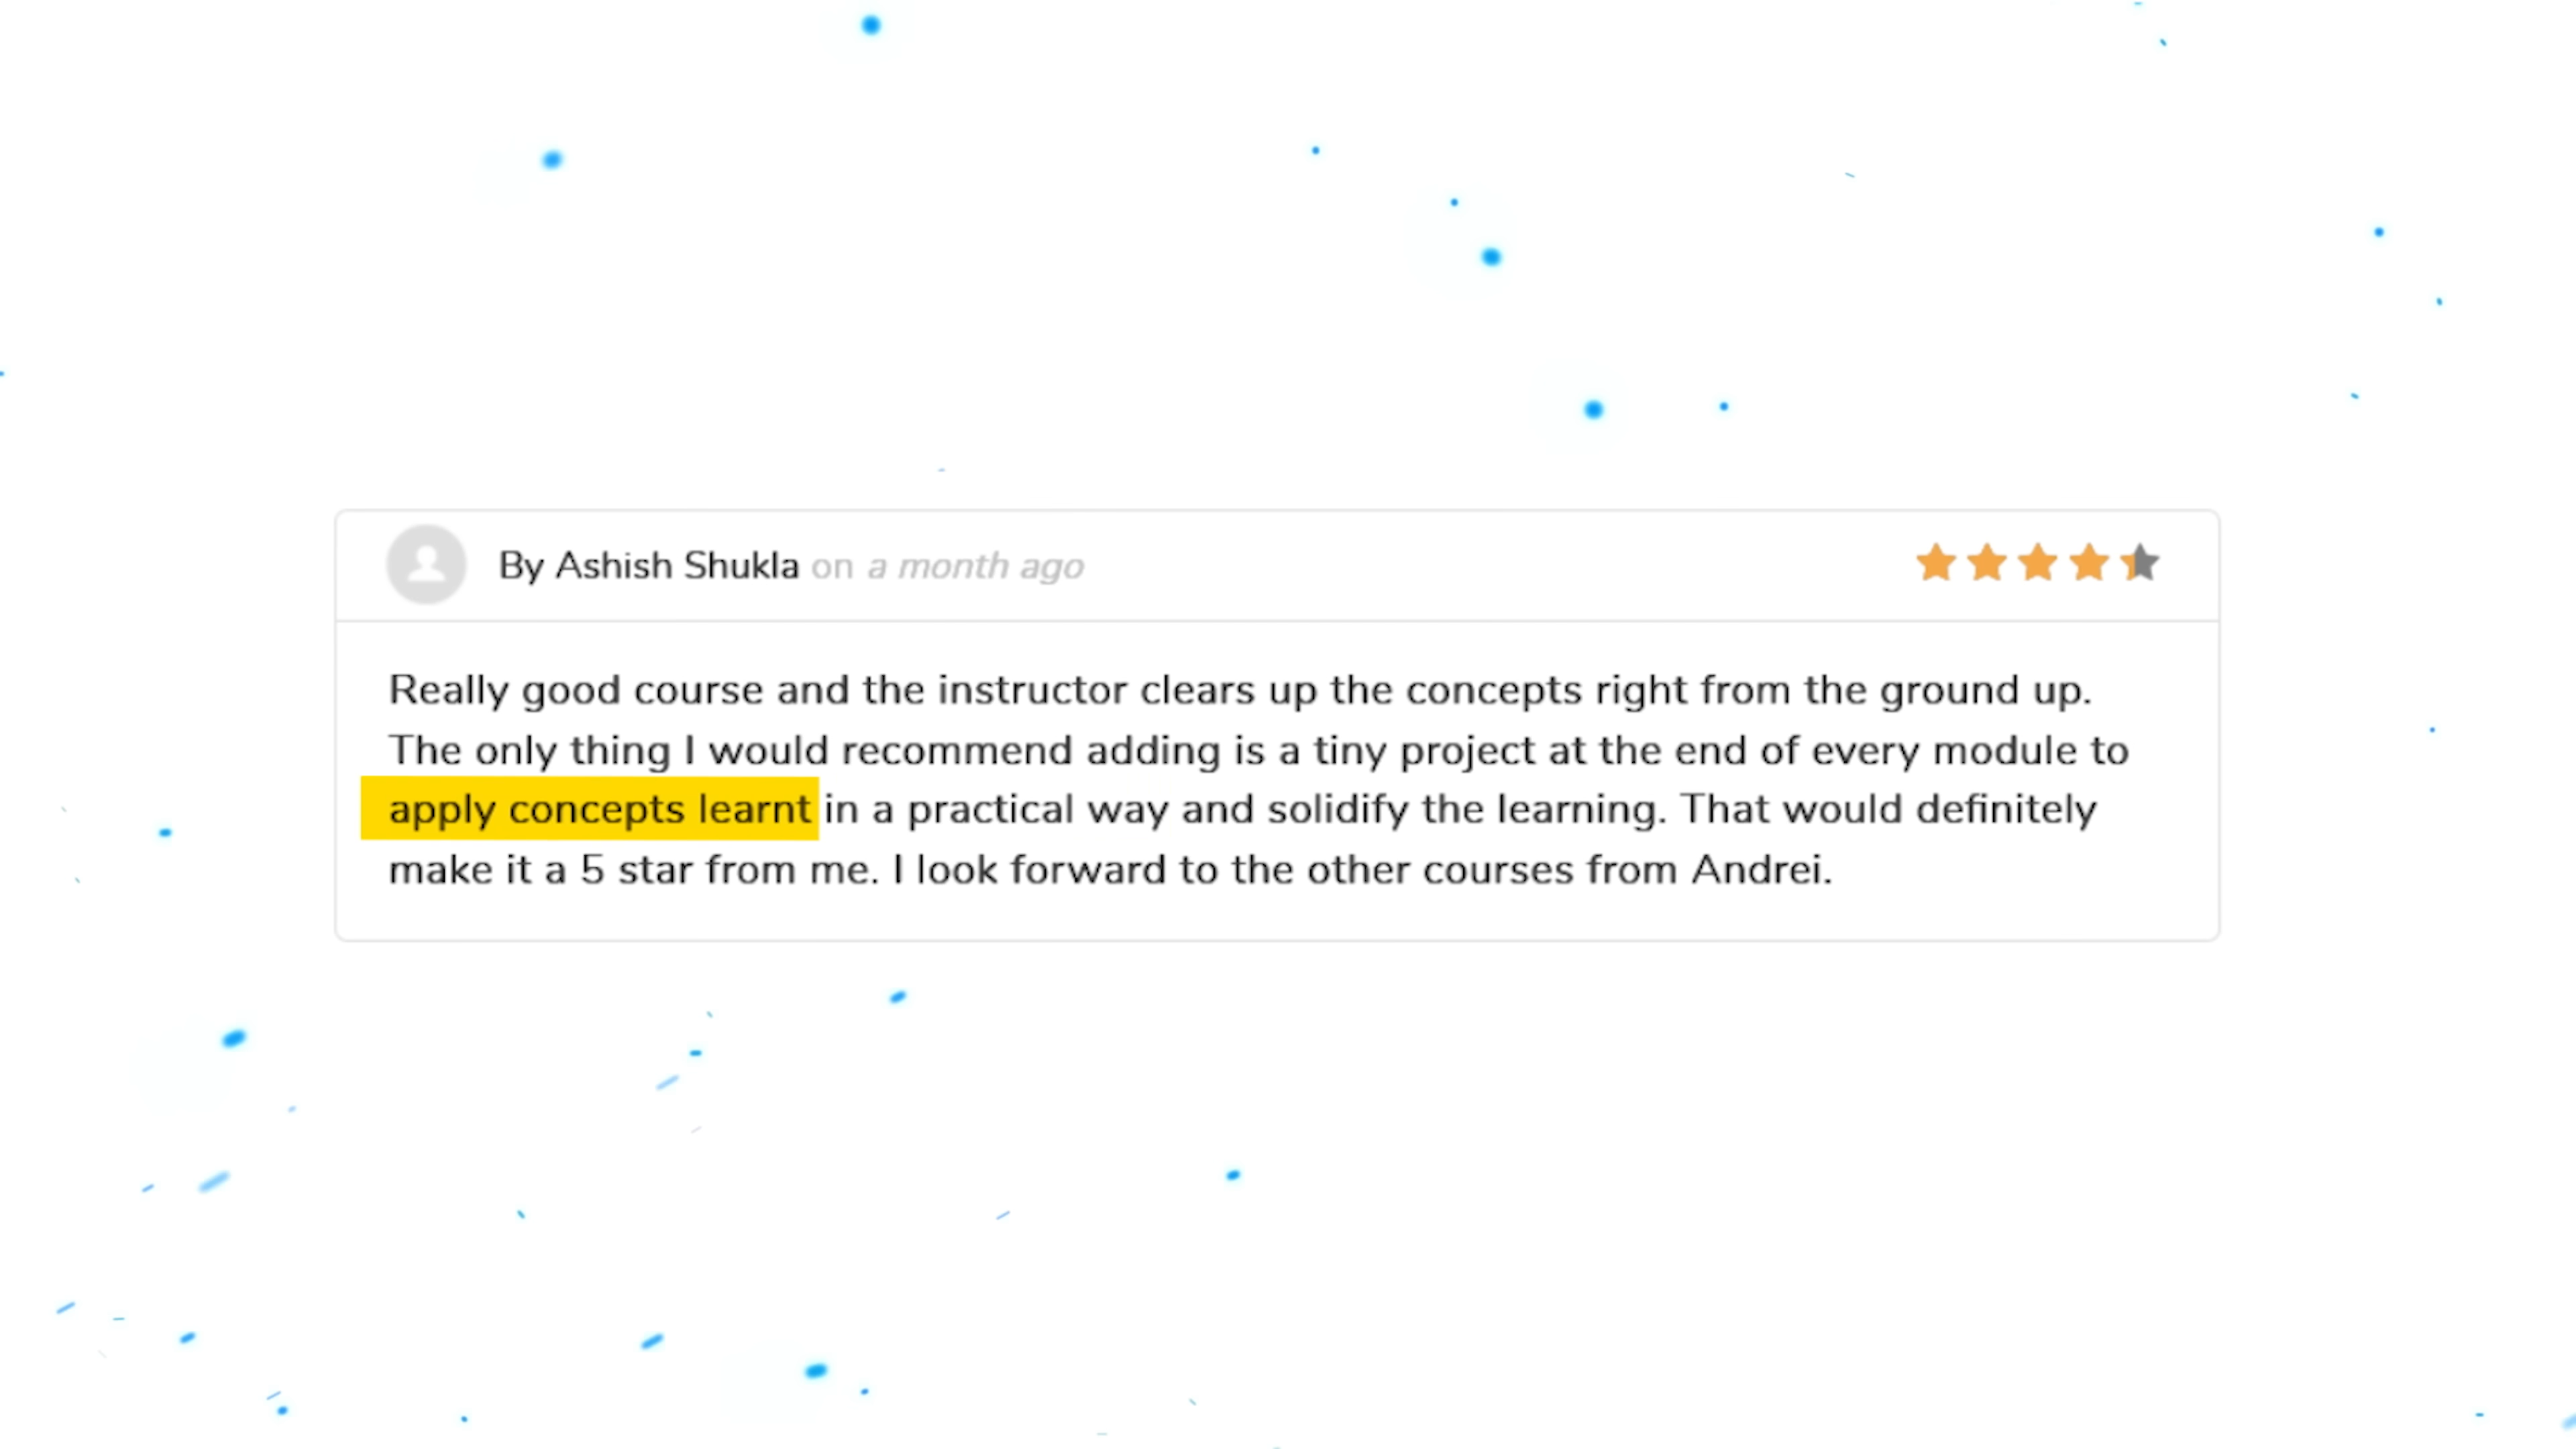 By Ashish Shukla on a month ago
Really good course and the instructor clears up the concepts right from the ground up.
The only thing I would recommend adding is a tiny project at the end of every module to
apply concepts learnt in a practical way and solidify the learning. That would definitely
make it a 5 star from me. I look forward to the other courses from Andrei.